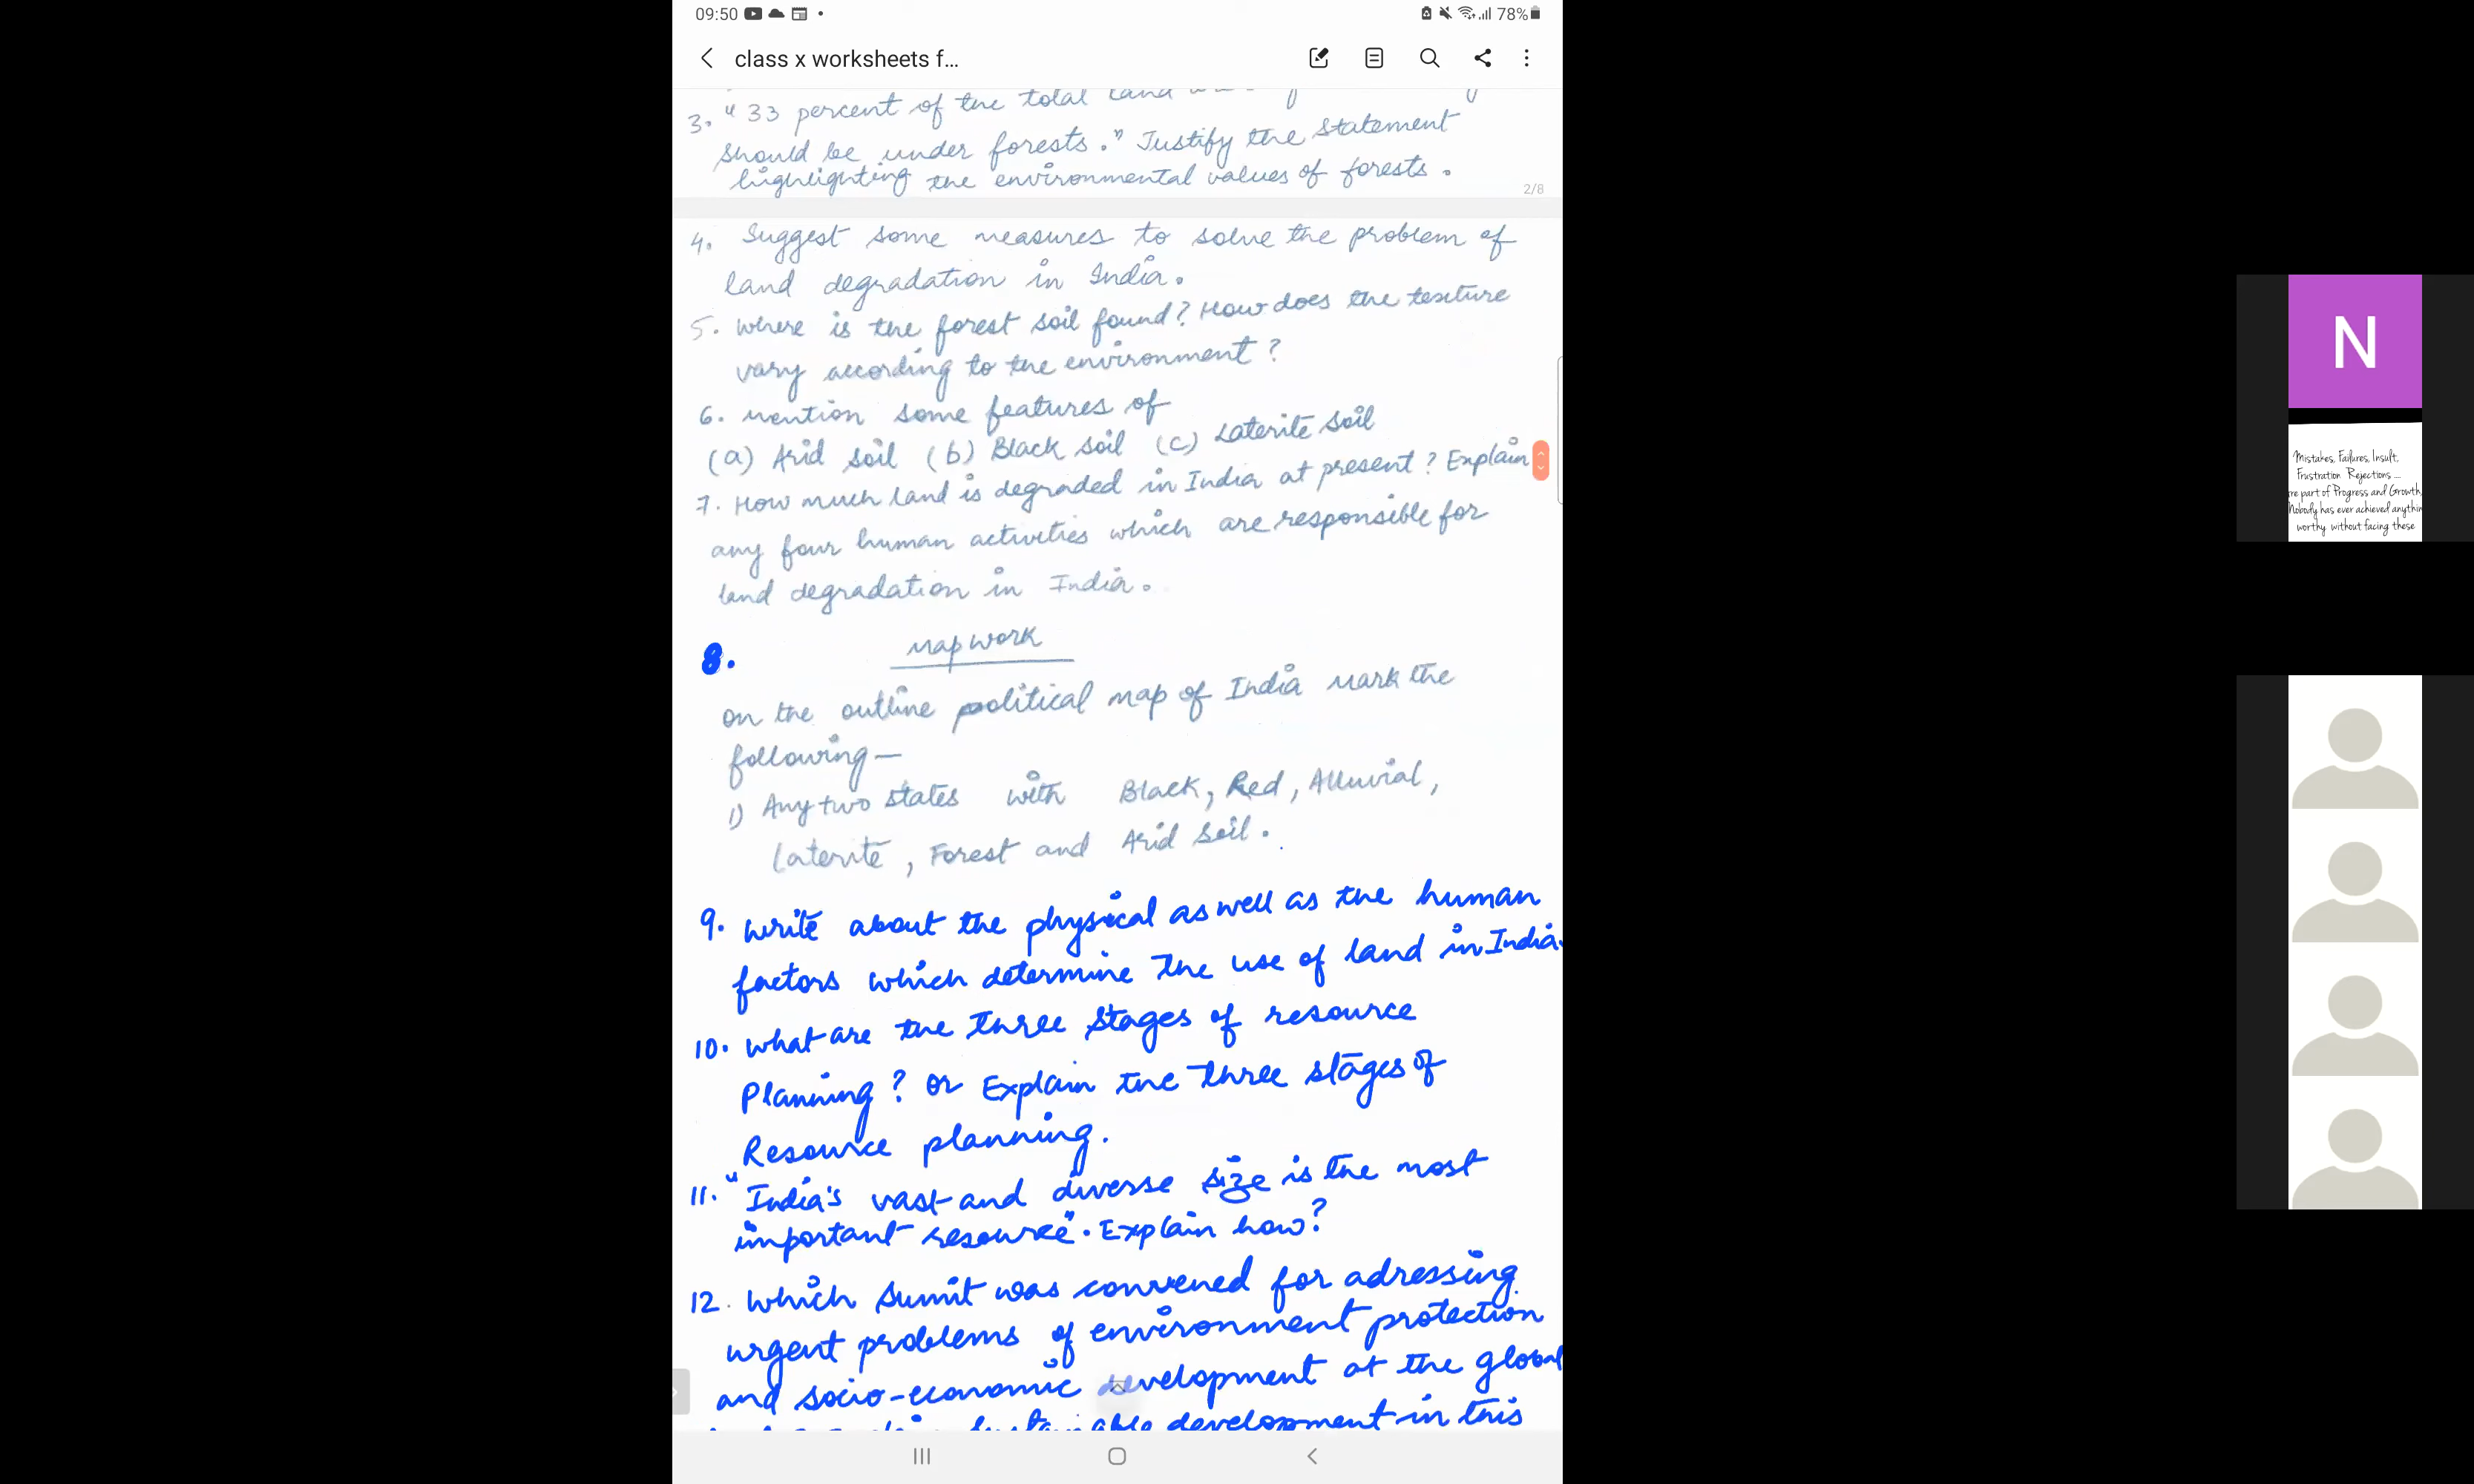 09:50
78%
class x worksheets f...
3. "33 percent of the total land
should be under forests." Justify the statement
highlighting the environmental values of forests.
2/8
4. Suggest some measures to solve the problem of
land degradation in India.
5. Where is the forest soil found? How does the texture
vary according to the environment?
6. Mention some features of
(a) Arid soil (b) Black soil (c) Laterite soil
7. How much land is degraded in India at present? Explain
any four human activities which are responsible for
land degradation in India.
8. Map work
on the outline political map of India mark the
following—
1) Any two states with Black, Red, Alluvial,
Laterite, Forest and Arid soil.
9. write about the physical as well as the human
factors which determine the use of land in India.
10. what are the three stages of resource
Planning? Or Explain the three stages of
Resource planning.
11. "India's vast and diverse size is the most
important resource". Explain how?
12. which sumit was convened for adressing
urgent problems of environment protection
and socio-economic development at the global
development in this
N
Mistakes, Failures, Insult,
Frustration Rejections ...
re part of Progress and Growth,
Nobody has ever achieved anythin
worthy without facing these